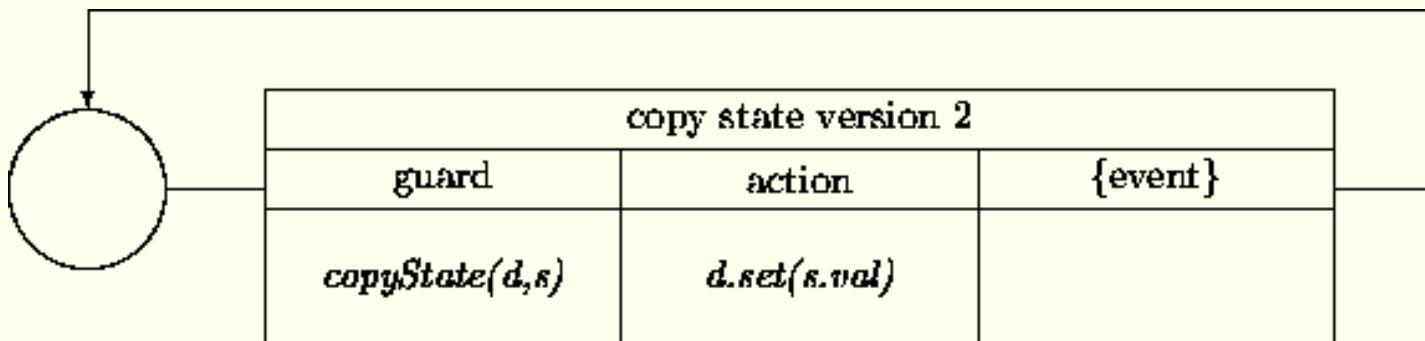 copy state version 2
guard action {event}
copyState(d,s) d.set(s.val)